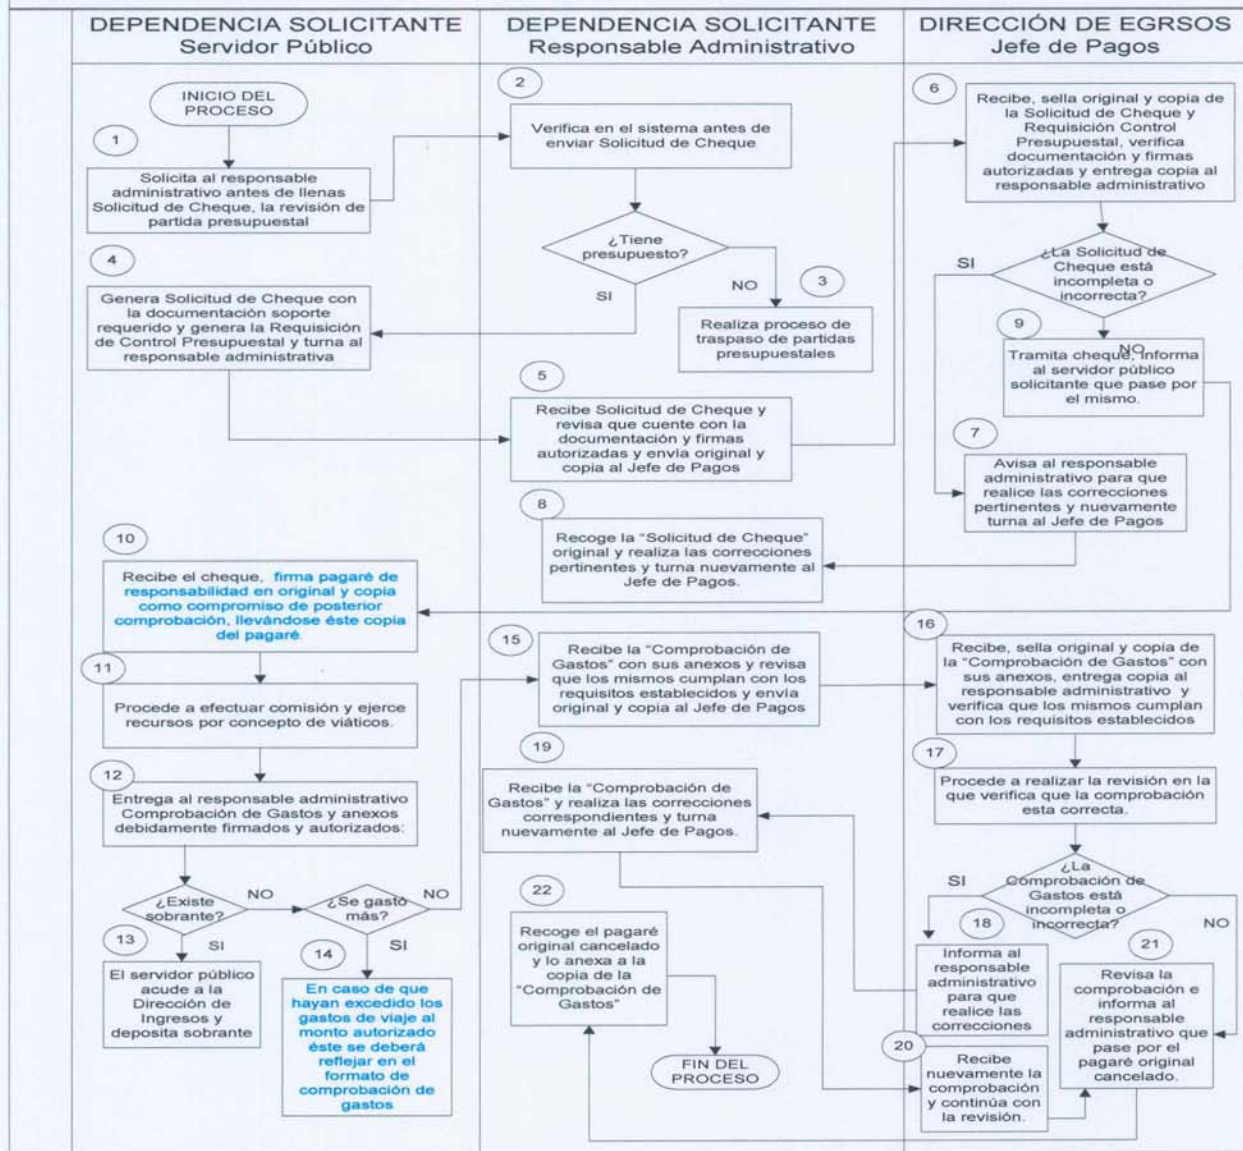 DEPENDENCIA SOLICITANTE
Servidor Público
DEPENDENCIA SOLICITANTE
Responsable Administrativo
DIRECCIÓN DE EGRSOS
Jefe de Pagos
INICIO DEL
PROCESO
1
Solicita al responsable
administrativo antes de llenas
Solicitud de Cheque, la revisión de
partida presupuestal
2
Verifica en el sistema antes de
enviar Solicitud de Cheque
¿Tiene
presupuesto?
SI
NO
3
Realiza proceso de
traspaso de partidas
presupuestales
4
Genera Solicitud de Cheque con
la documentación soporte
requerido y genera la Requisición
de Control Presupuestal y turna al
responsable administrativa
5
Recibe Solicitud de Cheque y
revisa que cuente con la
documentación y firmas
autorizadas y envía original y
copia al Jefe de Pagos
6
Recibe, sella original y copia de
la Solicitud de Cheque y
Requisición Control
Presupuestal, verifica
documentación y firmas
autorizadas y entrega copia al
responsable administrativo
¿La Solicitud de
Cheque está
incompleta o
incorrecta?
SI
NO
9
Tramita cheque, informa
al servidor público
solicitante que pase por
el mismo.
7
Avisa al responsable
administrativo para que
realice las correcciones
pertinentes y nuevamente
turna al Jefe de Pagos
8
Recoge la “Solicitud de Cheque”
original y realiza las correcciones
pertinentes y turna nuevamente al
Jefe de Pagos.
10
Recibe el cheque, firma pagaré de
responsabilidad en original y copia
como compromiso de posterior
comprobación, llevándose éste copia
del pagaré
11
Procede a efectuar comisión y ejerce
recursos por concepto de viáticos.
12
Entrega al responsable administrativo
Comprobación de Gastos y anexos
debidamente firmados y autorizados:
¿Existe
sobrante?
NO
SI
¿Se gastó
más?
NO
SI
13
El servidor público
acude a la
Dirección de
Ingresos y
deposita sobrante
14
En caso de que
hayan excedido los
gastos de viaje al
monto autorizado
éste se deberá
reflejar en el
formato de
comprobación de
gastos
15
Recibe la “Comprobación de
Gastos” con sus anexos y revisa
que los mismos cumplan con los
requisitos establecidos y envía
original y copia al Jefe de Pagos
16
Recibe, sella original y copia de
la “Comprobación de Gastos” con
sus anexos, entrega copia al
responsable administrativo y
verifica que los mismos cumplan
con los requisitos establecidos
17
Procede a realizar la revisión en la
que verifica que la comprobación
esta correcta.
¿La
Comprobación de
Gastos está
incompleta o
incorrecta?
SI
NO
18
Informa al
responsable
administrativo
para que
realice las
correcciones
19
Recibe la “Comprobación de
Gastos” y realiza las correcciones
correspondientes y turna
nuevamente al Jefe de Pagos.
20
Recibe
nuevamente la
comprobación
y continúa con
la revisión.
21
Revisa la
comprobación e
informa al
responsable
administrativo que
pase por el
pagaré original
cancelado.
22
Recoge el pagaré
original cancelado
y lo anexa a la
copia de la
“Comprobación de
Gastos”
FIN DEL
PROCESO